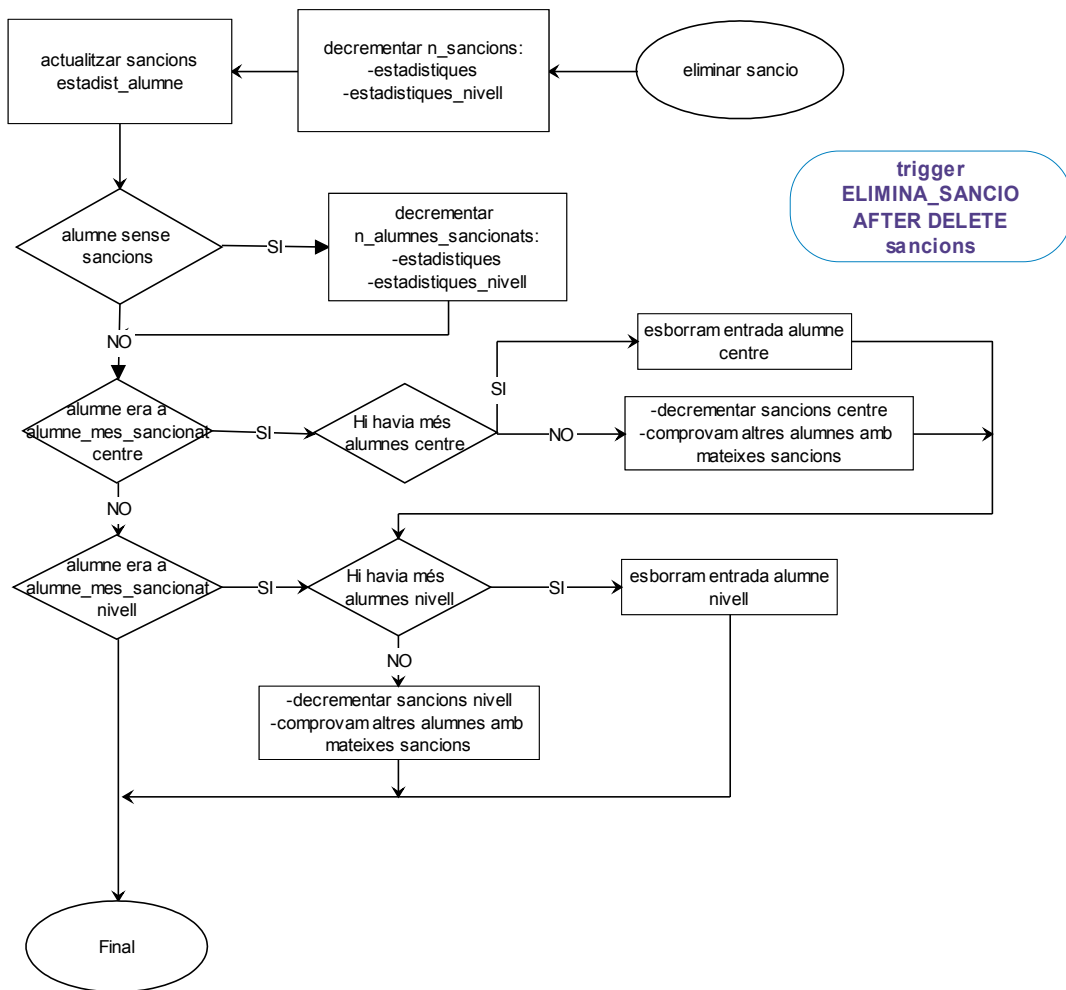 actualitzar sancions
estadist_alumne
decrementar n_sancions:
-estadistiques
-estadistiques_nivell
eliminar sancio
trigger
ELIMINA_SANCIO
AFTER DELETE
sancions
alumne sense
sancions
SI
decrementar
n_alumnes_sancionats:
-estadistiques
-estadistiques_nivell
NO
esborram entrada alumne
centre
SI
alumne era a
alumne_mes_sancionat
centre
SI
Hi havia més
alumnes centre
NO
-decrementar sancions centre
-comprovam altres alumnes amb
mateixes sancions
NO
alumne era a
alumne_mes_sancionat
nivell
SI
Hi havia més
alumnes nivell
SI
esborram entrada alumne
nivell
NO
-decrementar sancions nivell
-comprovam altres alumnes amb
mateixes sancions
Final